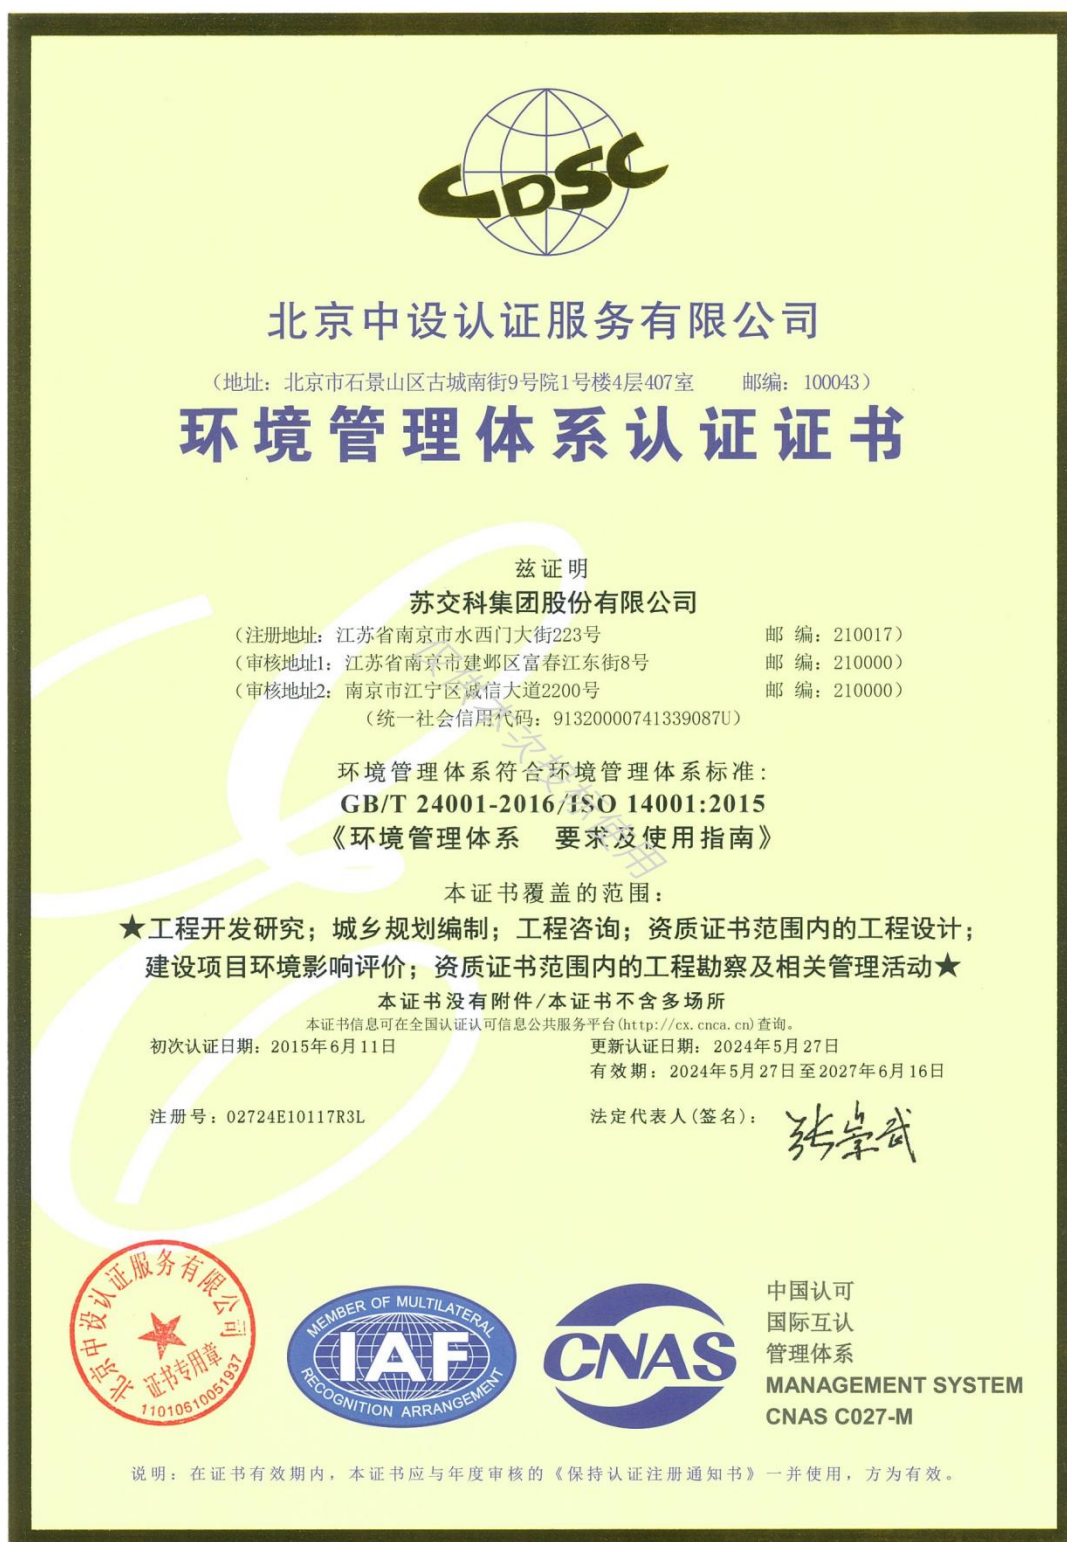 CDSC
北京中设认证服务有限公司
（地址：北京市石景山区古城南街9号院1号楼4层407室 邮编：100043）
环境管理体系认证证书
兹证明
苏交科集团股份有限公司
（注册地址：江苏省南京市水西门大街223号 邮 编：210017）
（审核地址1：江苏省南京市建邺区富春江东街8号 邮 编：210000）
（审核地址2：南京市江宁区诚信大道2200号 邮 编：210000）
（统一社会信用代码：91320000741339087U）
仅供本次投标使用
环境管理体系符合环境管理体系标准：
GB/T 24001-2016/ISO 14001:2015
《环境管理体系 要求及使用指南》
本证书覆盖的范围：
★工程开发研究；城乡规划编制；工程咨询；资质证书范围内的工程设计；
建设项目环境影响评价；资质证书范围内的工程勘察及相关管理活动★
本证书没有附件/本证书不含多场所
本证书信息可在全国认证认可信息公共服务平台(http://cx.cnca.cn)查询。
初次认证日期：2015年6月11日
更新认证日期：2024年5月27日
有效期：2024年5月27日至2027年6月16日
注册号：02724E10117R3L
法定代表人(签名)：
张崇武
北京中设认证服务有限公司
证书专用章
11010610051937
MEMBER OF MULTILATERAL
IAF
RECOGNITION ARRANGEMENT
CNAS
中国认可
国际互认
管理体系
MANAGEMENT SYSTEM
CNAS C027-M
说明：在证书有效期内，本证书应与年度审核的《保持认证注册通知书》一并使用，方为有效。